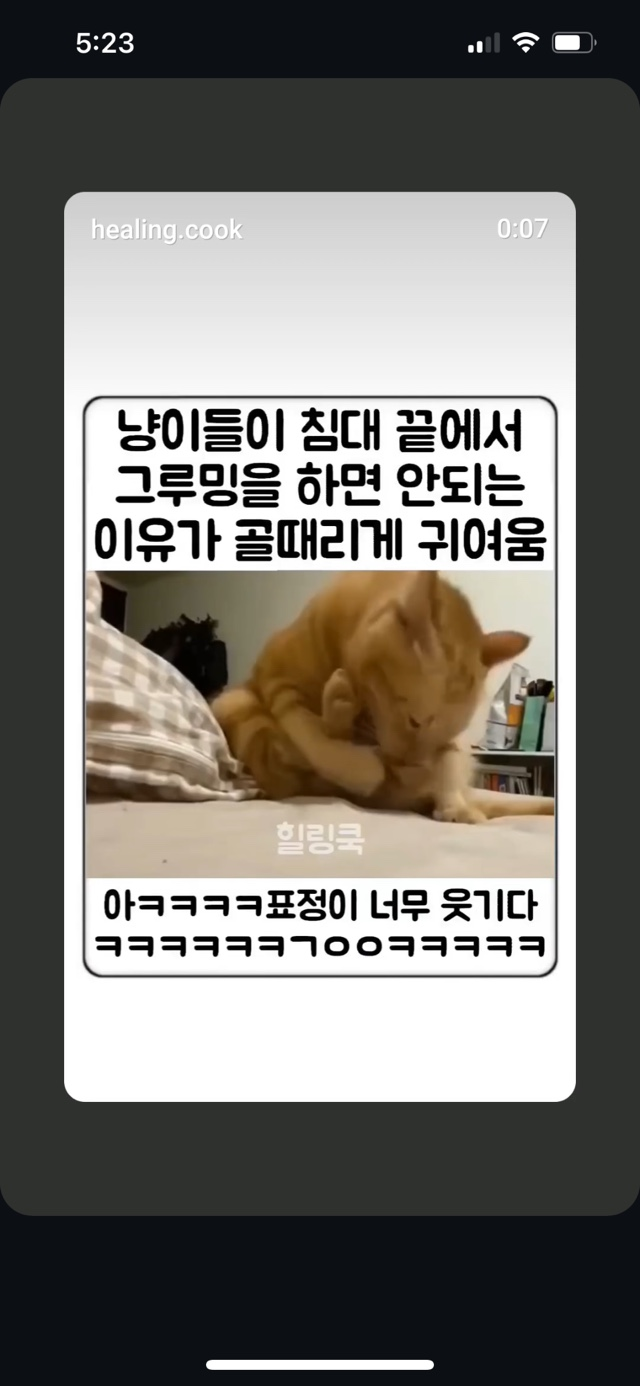 5:23
healing.cook
0:07
냥이들이 침대 끝에서
그루밍을 하면 안되는
이유가 골때리게 귀여움
힐링쿡
아ㅋㅋㅋㅋ표정이 너무 웃기다
ㅋㅋㅋㅋㅋㅋㄱㅇㅇㅋㅋㅋㅋㅋ